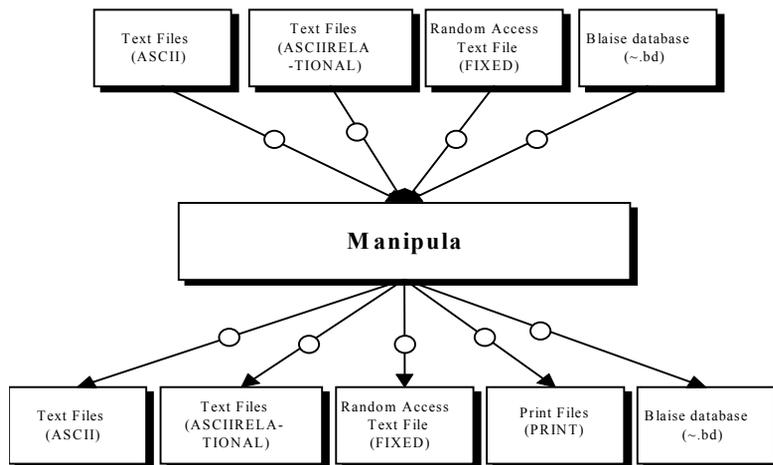 Text Files
(ASCII)
Text Files
(ASCIIRELA
-TIONAL)
Random Access
Text File
(FIXED)
Blaise database
(~.bd)
Manipula
Text Files
(ASCII)
Text Files
(ASCIIRELA-
TIONAL)
Random Access
Text File
(FIXED)
Print Files
(PRINT)
Blaise database
(~.bd)